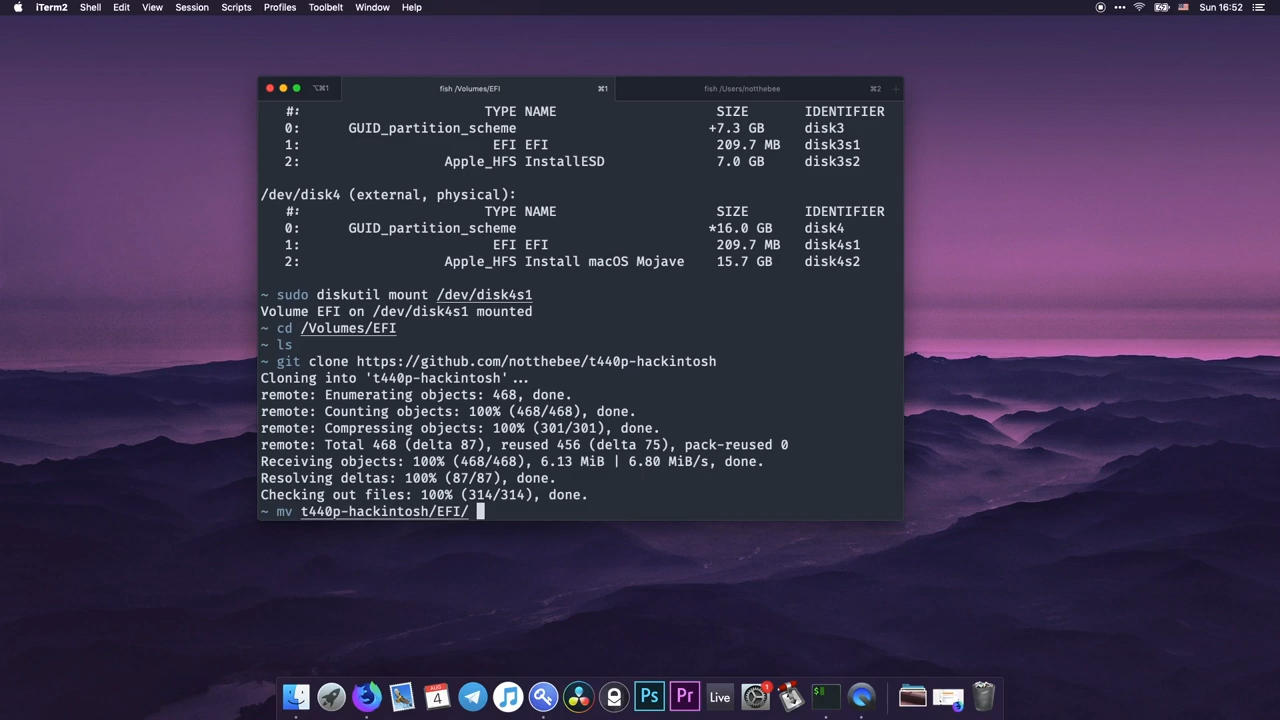 iTerm2 Shell Edit View Session Scripts Profiles Toolbelt Window Help Sun 16:52
⌥⌘1 fish /Volumes/EFI ⌘1 fish /Users/notthebee ⌘2 +
#: TYPE NAME SIZE IDENTIFIER
0: GUID_partition_scheme +7.3 GB disk3
1: EFI EFI 209.7 MB disk3s1
2: Apple_HFS InstallESD 7.0 GB disk3s2
/dev/disk4 (external, physical):
#: TYPE NAME SIZE IDENTIFIER
0: GUID_partition_scheme *16.0 GB disk4
1: EFI EFI 209.7 MB disk4s1
2: Apple_HFS Install macOS Mojave 15.7 GB disk4s2
~ sudo diskutil mount /dev/disk4s1
Volume EFI on /dev/disk4s1 mounted
~ cd /Volumes/EFI
~ ls
~ git clone https://github.com/notthebee/t440p-hackintosh
Cloning into 't440p-hackintosh'...
remote: Enumerating objects: 468, done.
remote: Counting objects: 100% (468/468), done.
remote: Compressing objects: 100% (301/301), done.
remote: Total 468 (delta 87), reused 456 (delta 75), pack-reused 0
Receiving objects: 100% (468/468), 6.13 MiB | 6.80 MiB/s, done.
Resolving deltas: 100% (87/87), done.
Checking out files: 100% (314/314), done.
~ mv t440p-hackintosh/EFI/
AUG 4 Ps Pr Live 1 $